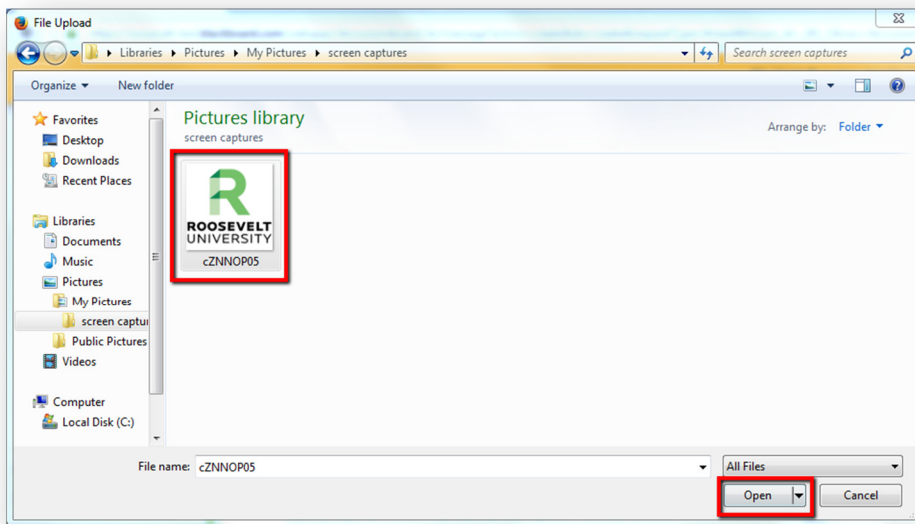 File Upload
Libraries Pictures My Pictures screen captures
Search screen captures
Organize New folder
Favorites
Desktop
Downloads
Recent Places
Libraries
Documents
Music
Pictures
My Pictures
screen captu
Public Pictures
Videos
Computer
Local Disk (C:)
Pictures library
screen captures
Arrange by: Folder
R
ROOSEVELT
UNIVERSITY
cZNNOP05
File name: cZNNOP05
All Files
Open
Cancel